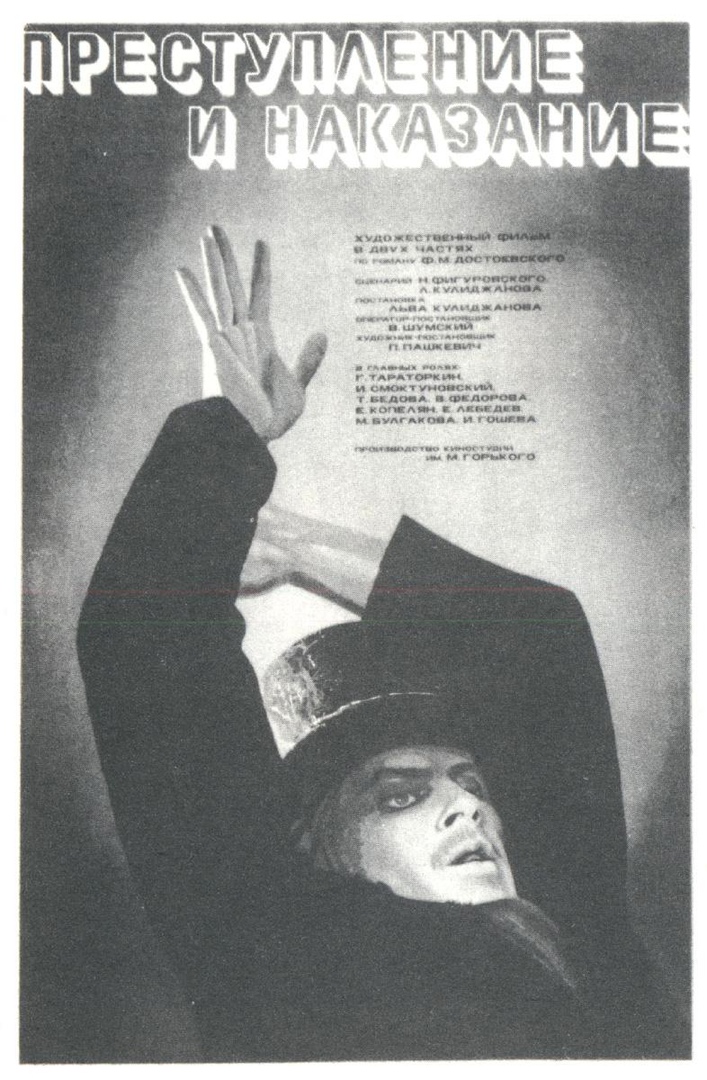 ПРЕСТУПЛЕНИЕ
И НАКАЗАНИЕ
ХУДОЖЕСТВЕННЫЙ ФИЛЬМ
В ДВУХ ЧАСТЯХ
ПО РОМАНУ Ф.М.ДОСТОЕВСКОГО
СЦЕНАРИЙ Н.ФИГУРОВСКОГО,
Л.КУЛИДЖАНОВА
ПОСТАНОВКА
ЛЬВА КУЛИДЖАНОВА
ОПЕРАТОР-ПОСТАНОВЩИК
В.ШУМСКИЙ
ХУДОЖНИК-ПОСТАНОВЩИК
П.ПАШКЕВИЧ
В ГЛАВНЫХ РОЛЯХ:
Г.ТАРАТОРКИН,
И.СМОКТУНОВСКИЙ,
Т.БЕДОВА, В.ФЕДОРОВА,
Е.КОПЕЛЯН, Е.ЛЕБЕДЕВ,
М.БУЛГАКОВА, И.ГОШЕВА
ПРОИЗВОДСТВО КИНОСТУДИИ
ИМ. М.ГОРЬКОГО